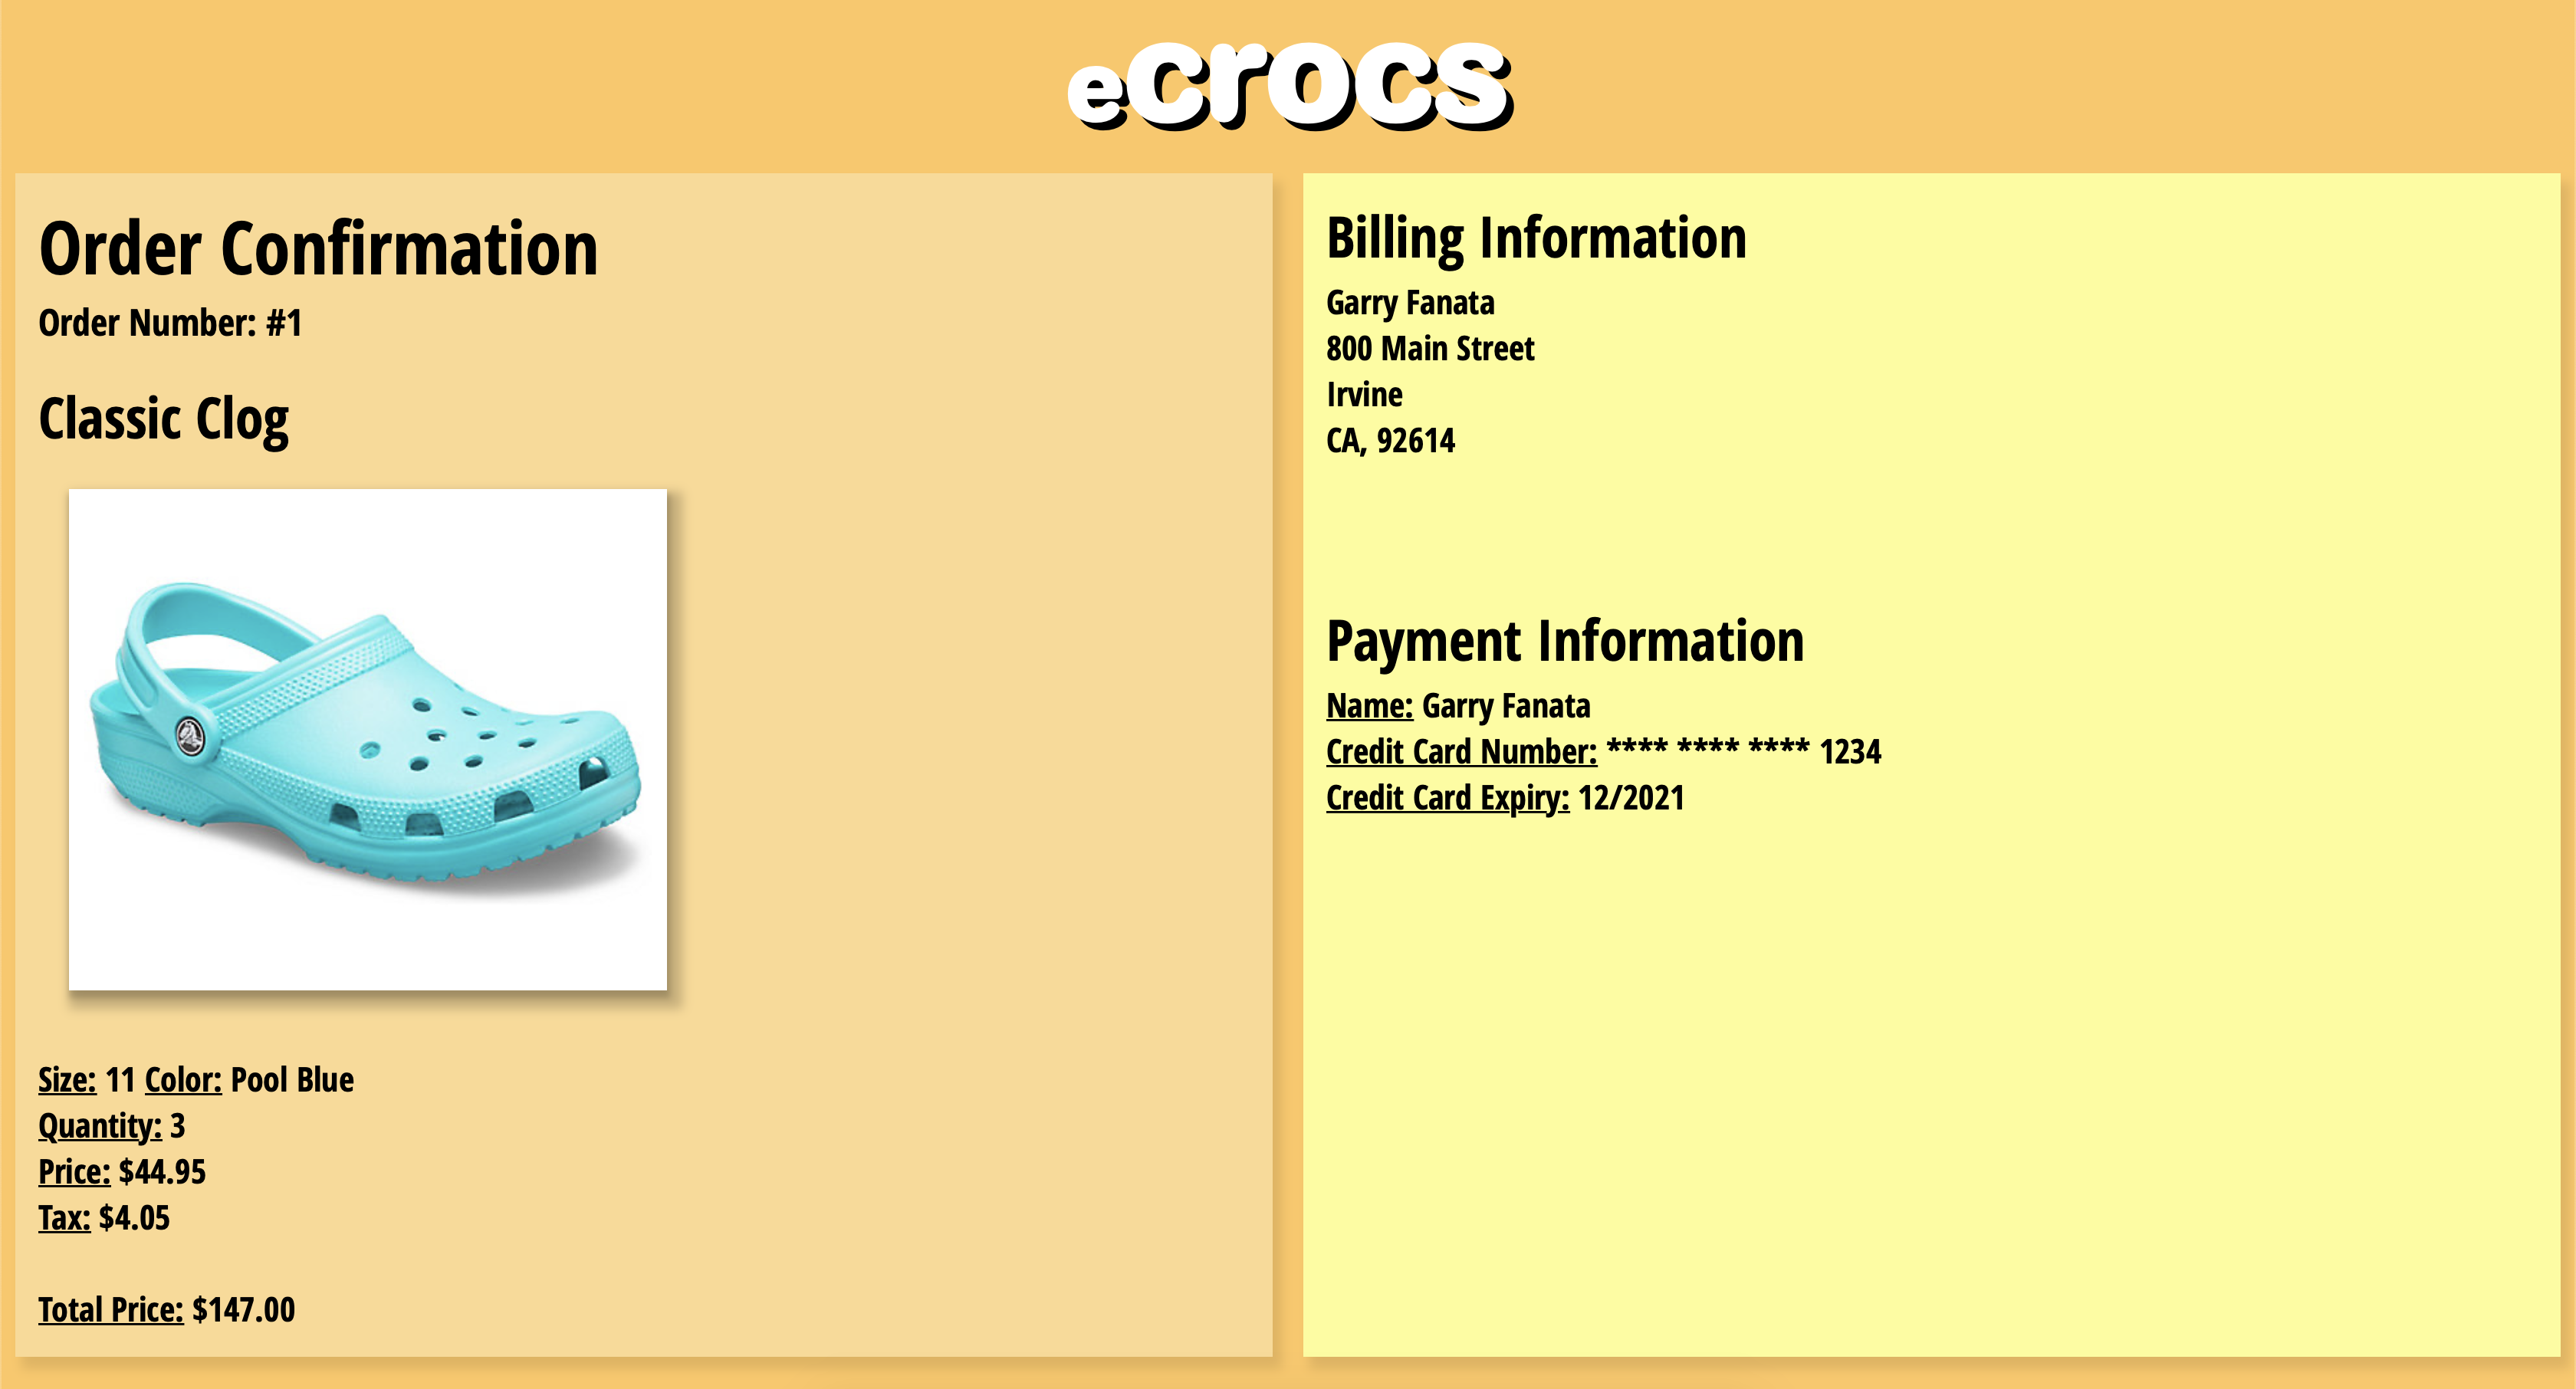 eCrocs
Order Confirmation
Order Number: #1
Classic Clog
Size: 11 Color: Pool Blue
Quantity: 3
Price: $44.95
Tax: $4.05
Total Price: $147.00
Billing Information
Garry Fanata
800 Main Street
Irvine
CA, 92614
Payment Information
Name: Garry Fanata
Credit Card Number: **** **** **** 1234
Credit Card Expiry: 12/2021